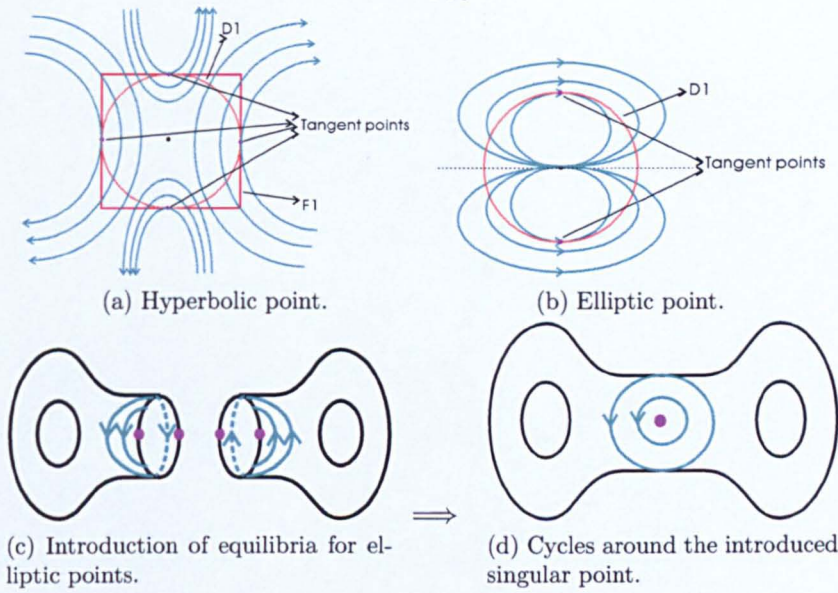 D1
Tangent points
F1
(a) Hyperbolic point.
D1
Tangent points
(b) Elliptic point.
(c) Introduction of equilibria for el-
liptic points.
(d) Cycles around the introduced
singular point.